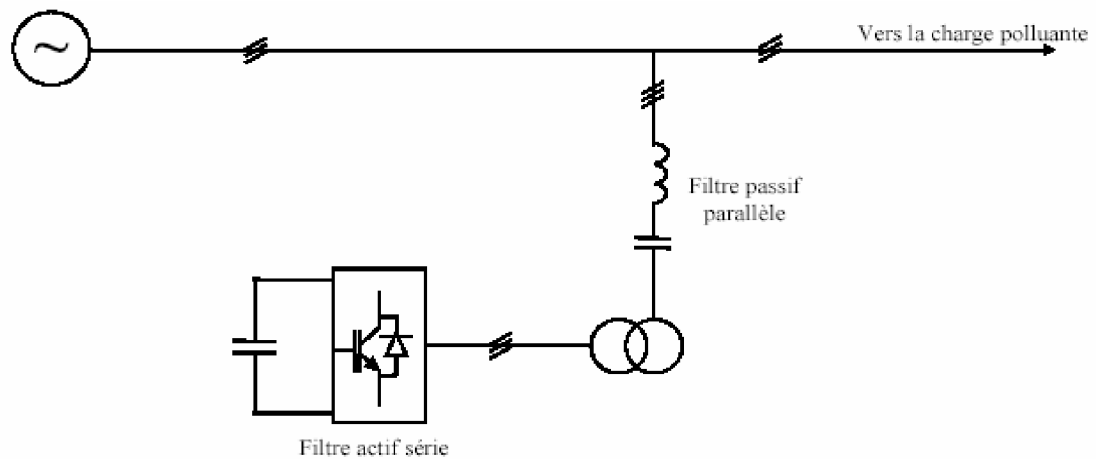 Vers la charge polluante
Filtre passif
parallèle
Filtre actif série